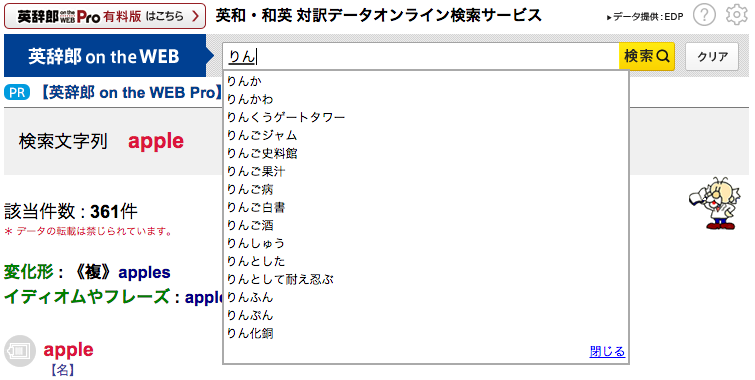 英辞郎 on the WEB Pro 有料版 はこちら
英和・和英 対訳データオンライン検索サービス
▸データ提供 : EDP
?
英辞郎 on the WEB
りん
検索
クリア
PR 【英辞郎 on the WEB Pro】
りんか
りんかわ
りんくうゲートタワー
りんごジャム
りんご史料館
りんご果汁
りんご病
りんご白書
りんご酒
りんしゅう
りんとした
りんとして耐え忍ぶ
りんふん
りぷん
りん化銅
閉じる
検索文字列 apple
該当件数 : 361件
* データの転載は禁じられています。
変化形 : 《複》apples
イディオムやフレーズ : apple
apple
【名】